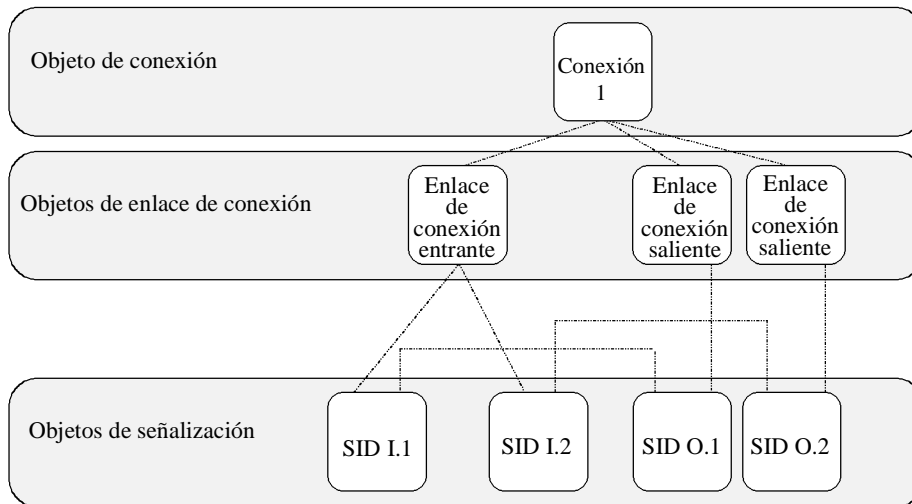 Objeto de conexión
Conexión
1
Objetos de enlace de conexión
Enlace
de
conexión
entrante
Enlace
de
conexión
saliente
Enlace
de
conexión
saliente
Objetos de señalización
SID I.1
SID I.2
SID O.1
SID O.2